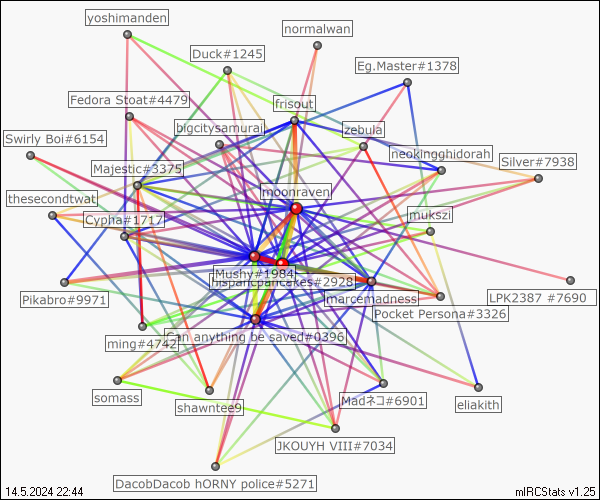 yoshimanden
normalwan
Duck#1245
Eg.Master#1378
Fedora Stoat#4479
frisout
bigcitysamurai
zebula
Swirly Boi#6154
neokingghidorah
Majestic#3375
Silver#7938
thesecondtwat
moonraven
Cypha#1717
mukszi
Mushy#1984
hispancpancakes#2928
Pikabro#9971
marcemadness
LPK2387 #7690
Pocket Persona#3326
ming#4742
Can anything be saved#0396
somass
shawntee9
Madネコ#6901
eliakith
JKOUYH VIII#7034
DacobDacob hORNY police#5271
14.5.2024 22:44
mIRCStats v1.25